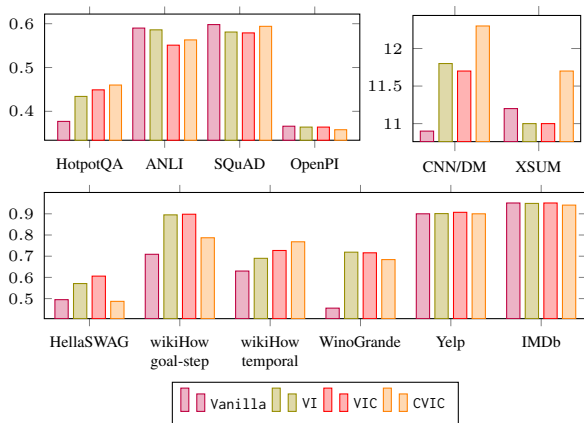 0.6
0.4
HotpotQA ANLI SQuAD OpenPI
12
11.5
11
CNN/DM XSUM
0.9
0.8
0.7
0.6
0.5
HellaSWAG wikiHow wikiHow WinoGrande Yelp IMDb
goal-step temporal
Vanilla VI VIC CVIC